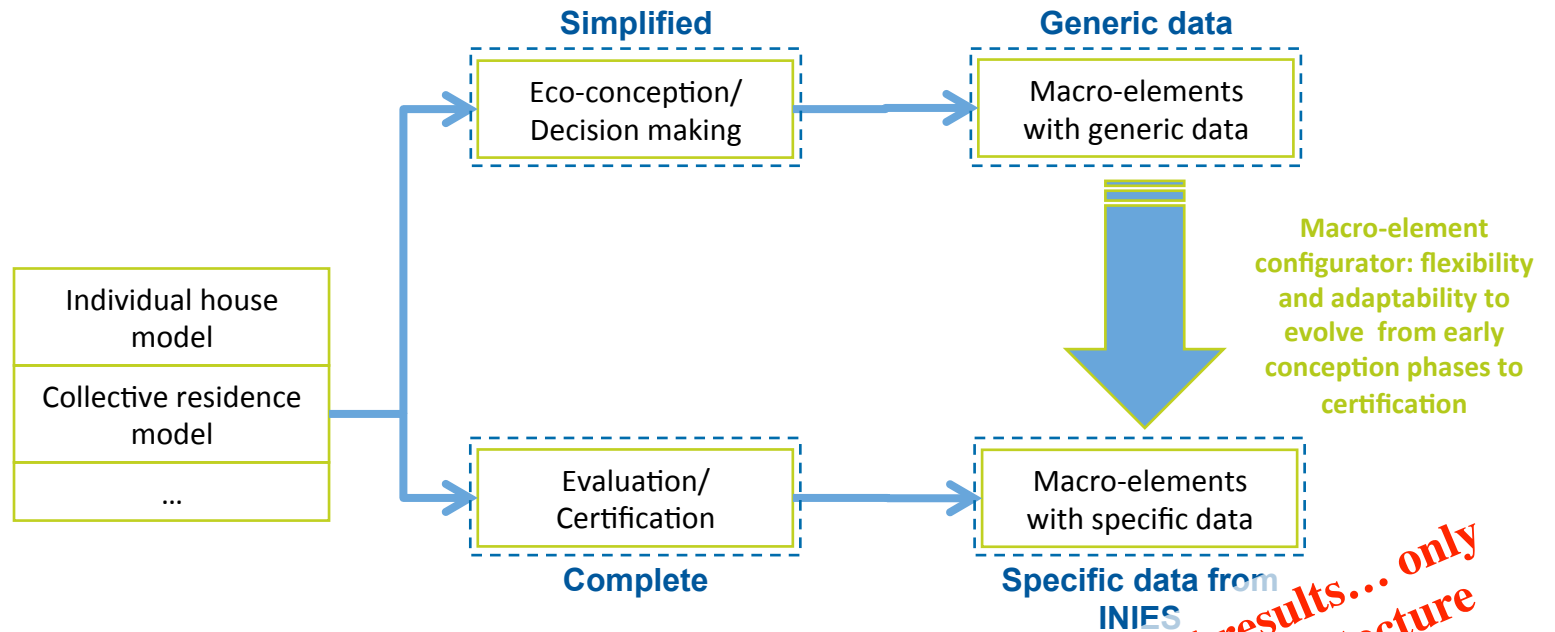 Simplified
Generic data
Eco-conception/
Decision making
Macro-elements
with generic data
Macro-element
configurator: flexibility
and adaptability to
evolve from early
conception phases to
certification
Individual house
model
Collective residence
model
…
Evaluation/
Certification
Macro-elements
with specific data
Complete
Specific data from
INIES
results… only